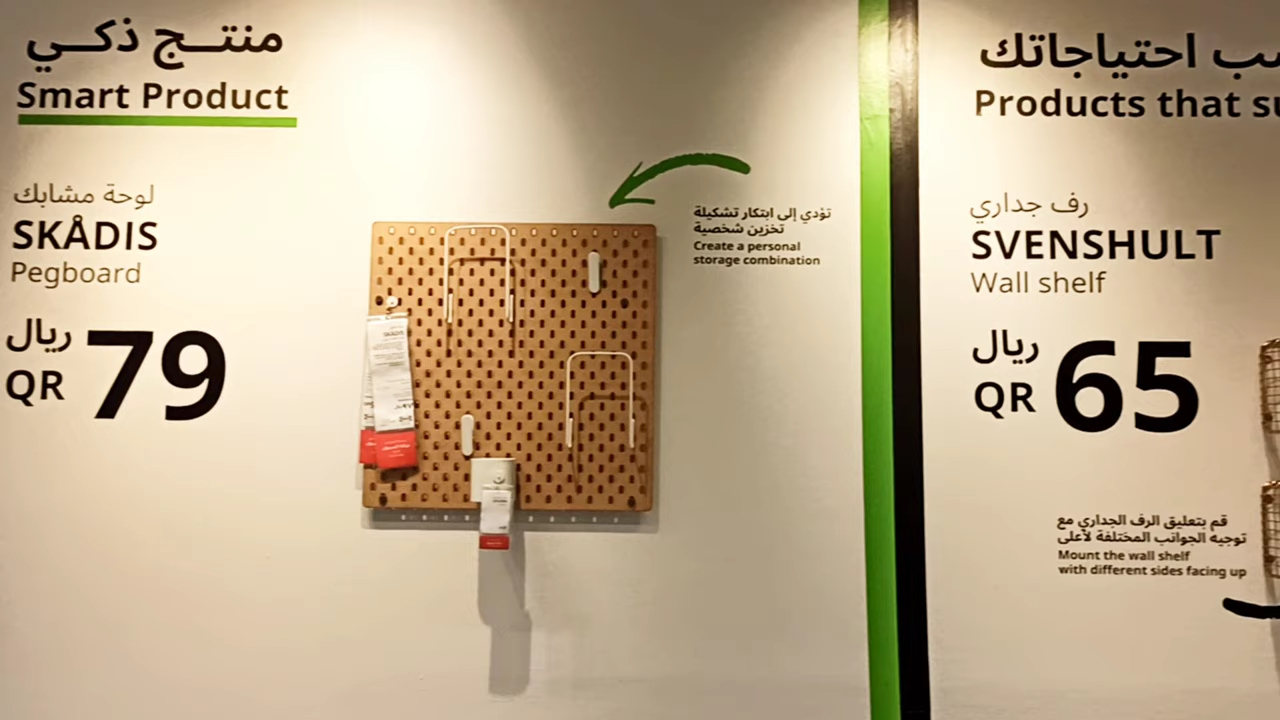 منتج ذكي
Smart Product
لوحة مشابك
SKÅDIS
Pegboard
ريال
QR 79
تؤدي إلى ابتكار تشكيلة
تخزين شخصية
Create a personal
storage combination
SKÅDIS
احتياجاتك
Products that
رف جداري
SVENSHULT
Wall shelf
ريال
QR 65
قم بتعليق الرف الجداري مع
توجيه الجوانب المختلفة لأعلى
Mount the wall shelf
with different sides facing up